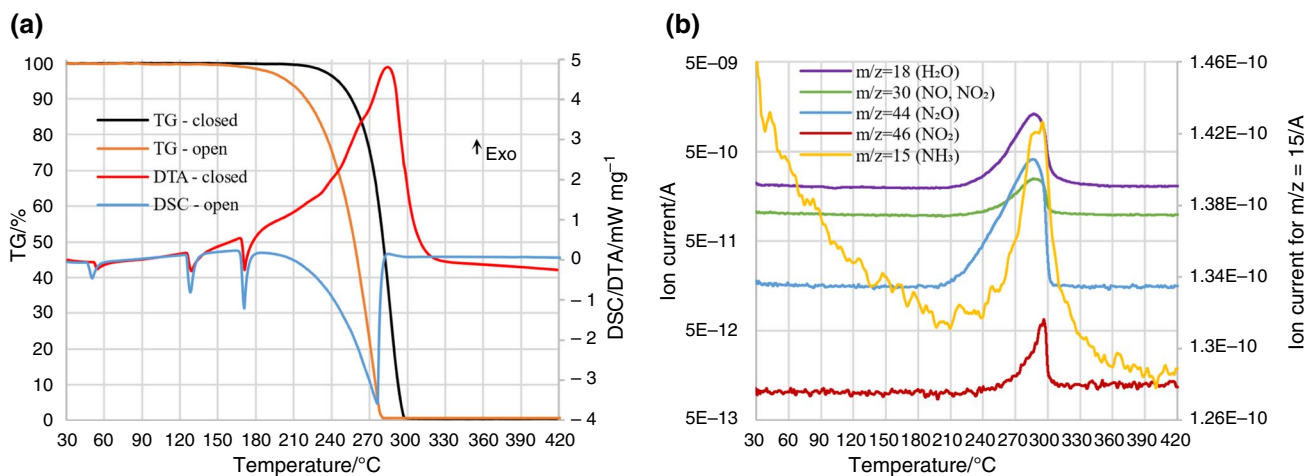 (a)
TG/%
100
90
80
70
60
50
40
30
20
10
0
TG - closed
TG - open
DTA - closed
DSC - open
Exo
5
4
3
2
1
0
− 1
− 2
− 3
− 4
DSC/DTA/mW mg⁻¹
30 60 90 120 150 180 210 240 270 300 330 360 390 420
Temperature/°C
(b)
Ion current/A
5E−09
5E−10
5E−11
5E−12
5E−13
m/z=18 (H₂O)
m/z=30 (NO, NO₂)
m/z=44 (N₂O)
m/z=46 (NO₂)
m/z=15 (NH₃)
1.46E−10
1.42E−10
1.38E−10
1.34E−10
1.3E−10
1.26E−10
Ion current for m/z = 15/A
30 60 90 120 150 180 210 240 270 300 330 360 390 420
Temperature/°C